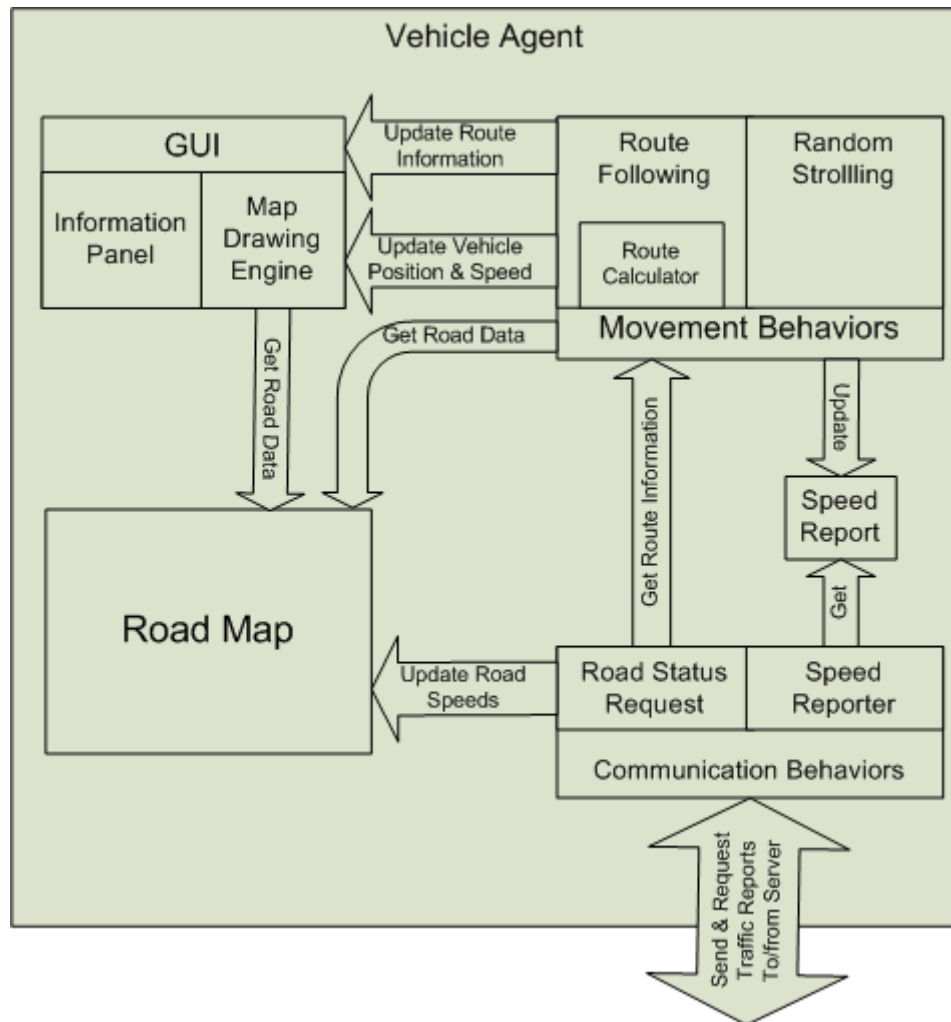 Vehicle Agent
GUI
Information
Panel
Map
Drawing
Engine
Update Route
Information
Update Vehicle
Position & Speed
Route
Following
Route
Calculator
Random
Strollling
Movement Behaviors
Get Road Data
Get Road Data
Get Route Information
Update
Speed
Report
Get
Road Map
Update Road
Speeds
Road Status
Request
Speed
Reporter
Communication Behaviors
Send & Request
Traffic Reports
To/from Server